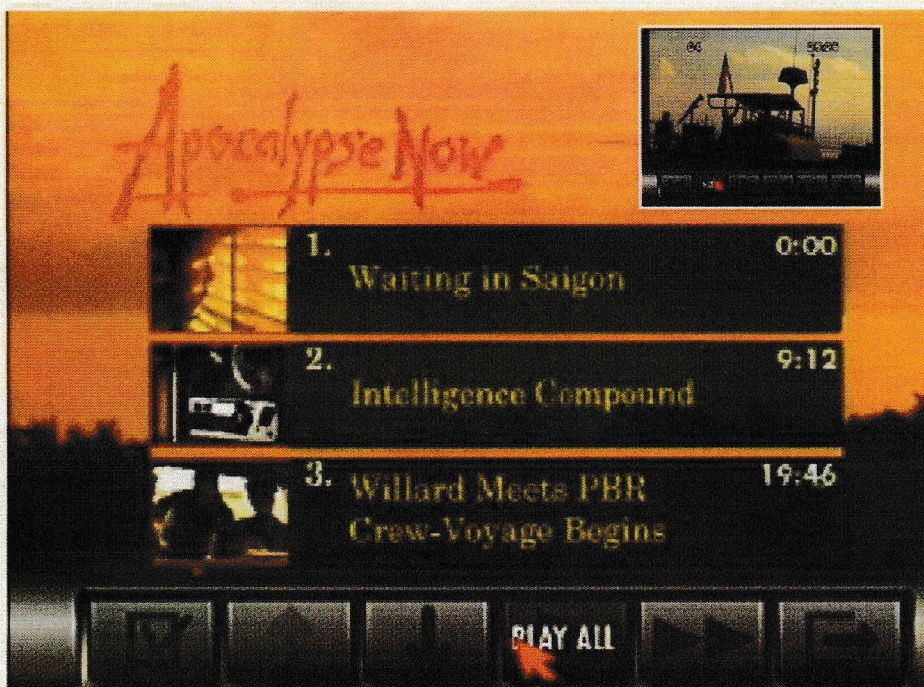 Apocalypse Now
1.
0:00
Waiting in Saigon
2.
9:12
Intelligence Compound
3.
19:46
Willard Meets PBR
Crew-Voyage Begins
PLAY ALL